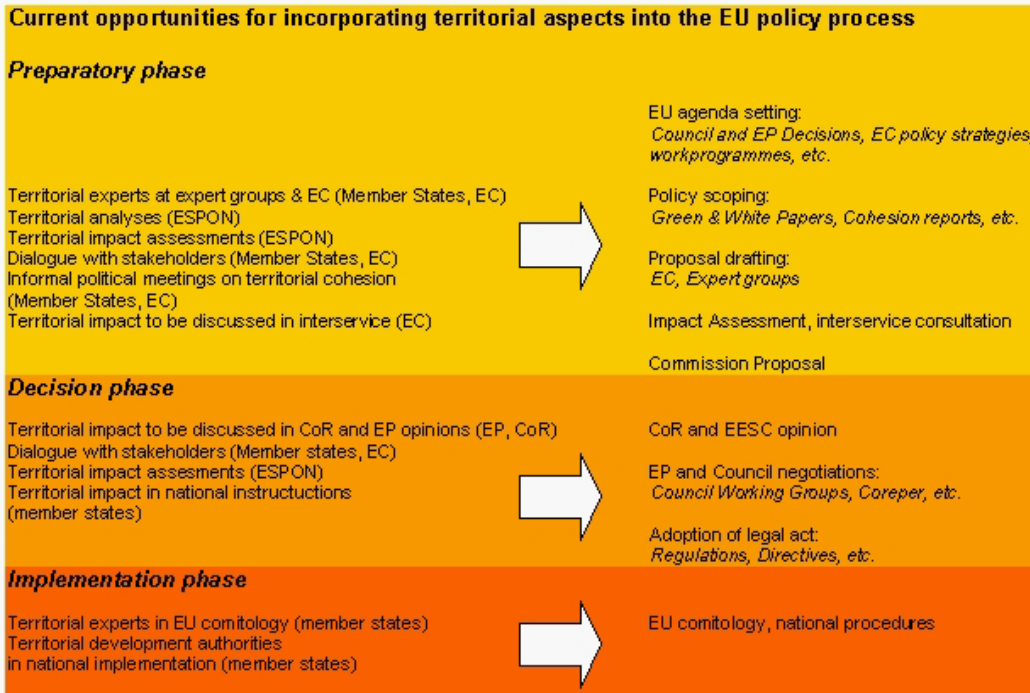 Current opportunities for incorporating territorial aspects into the EU policy process
Preparatory phase
Territorial experts at expert groups & EC (Member States, EC)
Territorial analyses (ESPON)
Territorial impact assessments (ESPON)
Dialogue with stakeholders (Member States, EC)
Informal political meetings on territorial cohesion
(Member States, EC)
Territorial impact to be discussed in interservice (EC)
EU agenda setting:
Council and EP Decisions, EC policy strategies,
workprogrammes, etc.
Policy scoping:
Green & White Papers, Cohesion reports, etc.
Proposal drafting:
EC, Expert groups
Impact Assessment, interservice consultation
Commission Proposal
Decision phase
Territorial impact to be discussed in CoR and EP opinions (EP, CoR)
Dialogue with stakeholders (Member states, EC)
Territorial impact assesments (ESPON)
Territorial impact in national instructuctions
(member states)
CoR and EESC opinion
EP and Council negotiations:
Council Working Groups, Coreper, etc.
Adoption of legal act:
Regulations, Directives, etc.
Implementation phase
Territorial experts in EU comitology (member states)
Territorial development authorities
in national implementation (member states)
EU comitology, national procedures